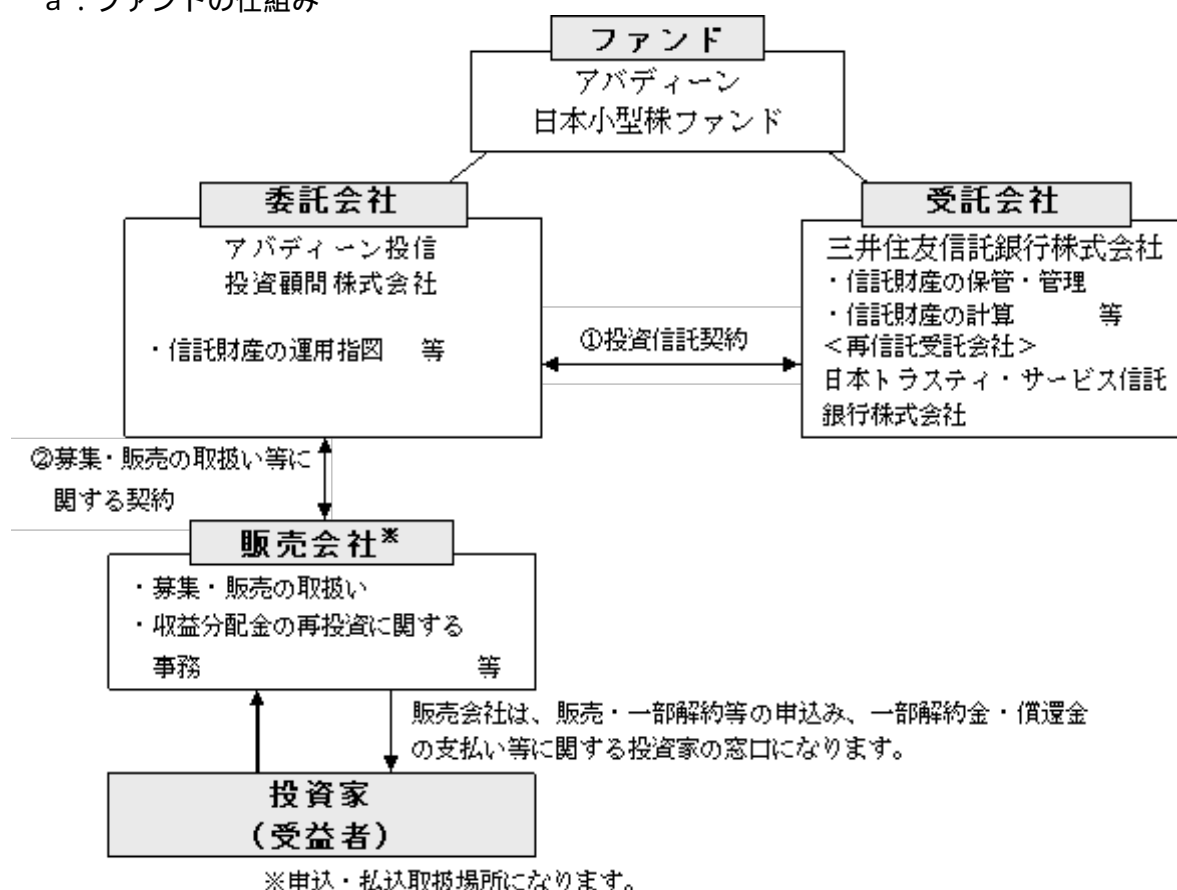 a．ファンドの仕組み
ファンド
アバディーン
日本小型株ファンド
委託会社
アバディーン投信
投資顧問株式会社
・信託財産の運用指図 等
①投資信託契約
受託会社
三井住友信託銀行株式会社
・信託財産の保管・管理
・信託財産の計算 等
＜再信託受託会社＞
日本トラスティ・サービス信託
銀行株式会社
②募集・販売の取扱い等に
関する契約
販売会社※
・募集・販売の取扱い
・収益分配金の再投資に関する
事務 等
販売会社は、販売・一部解約等の申込み、一部解約金・償還金
の支払い等に関する投資家の窓口になります。
投資家
（受益者）
※申込・払込取扱場所になります。